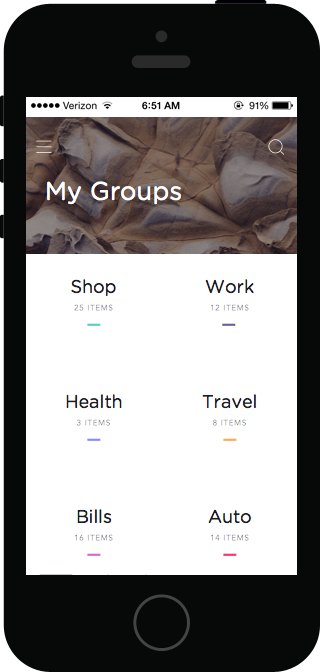 Verizon 6:51 AM 91%
My Groups
Shop Work
25 ITEMS 12 ITEMS
Health Travel
3 ITEMS 8 ITEMS
Bills Auto
16 ITEMS 14 ITEMS